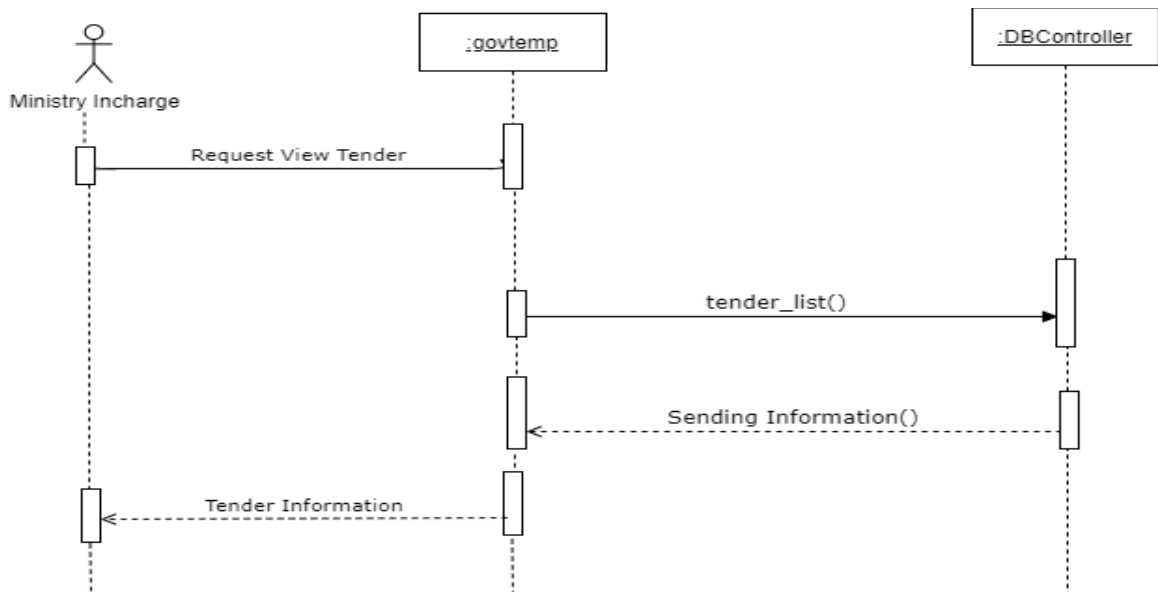 :govtemp
:DBController
Ministry Incharge
Request View Tender
tender_list()
Sending Information()
Tender Information